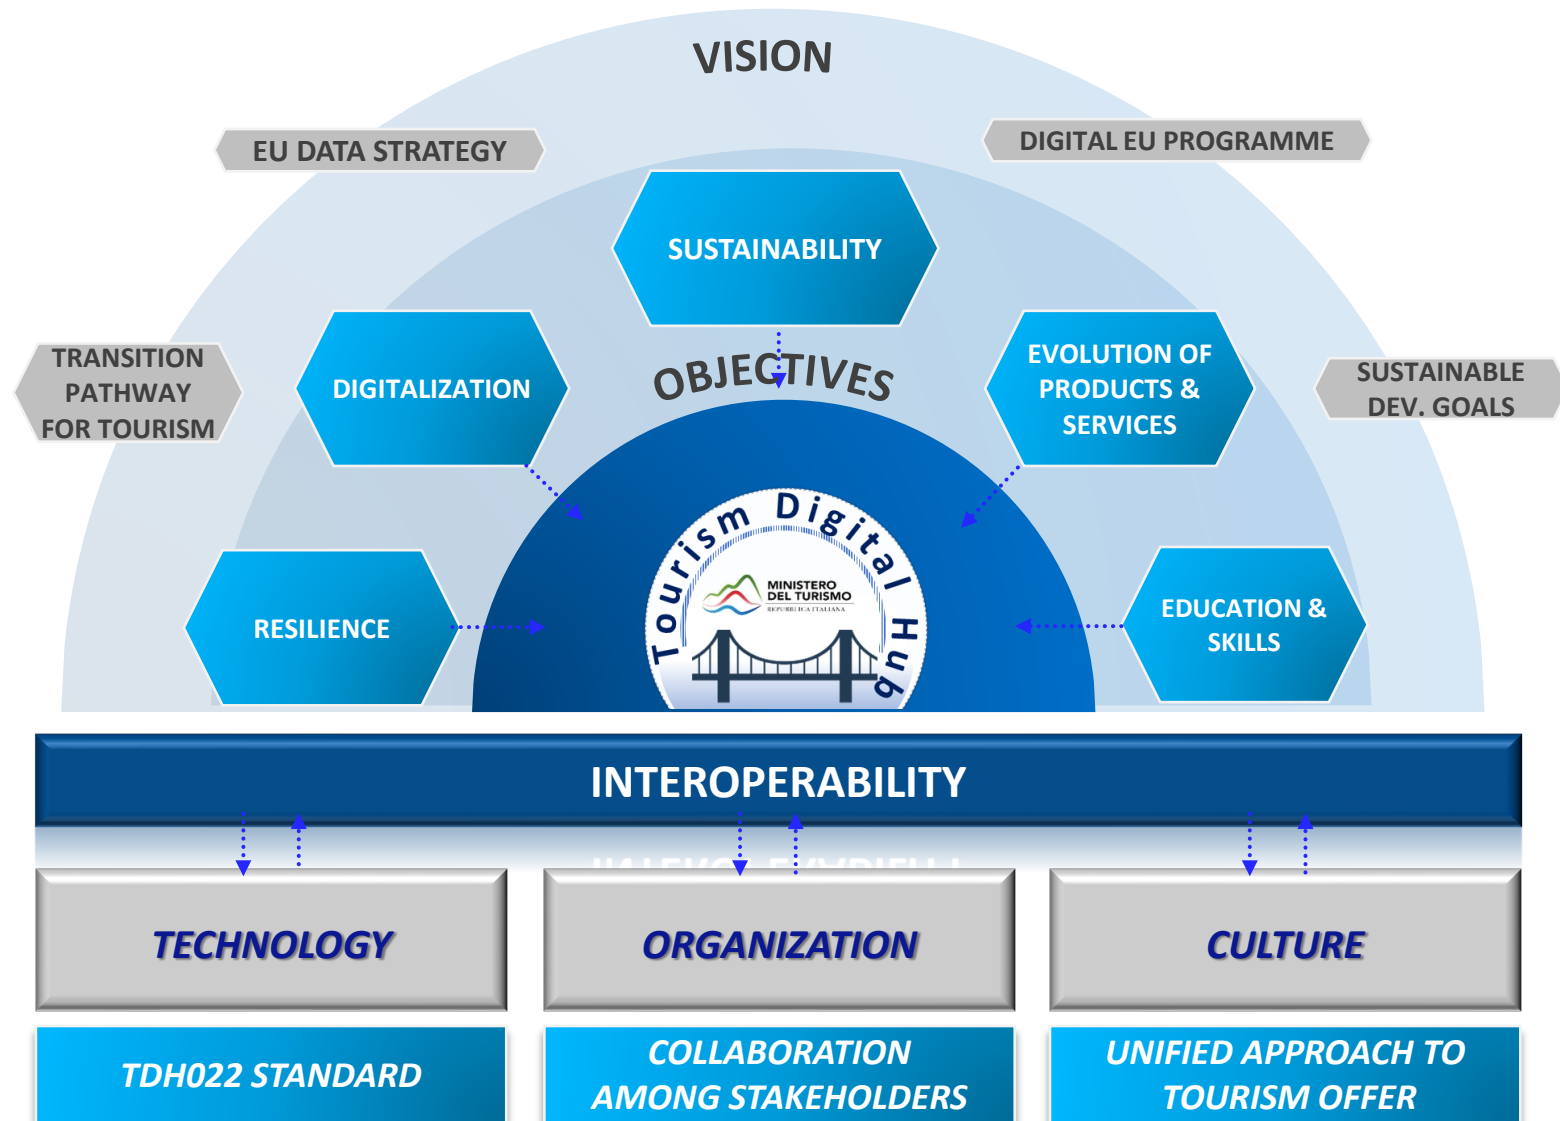 VISION
EU DATA STRATEGY
DIGITAL EU PROGRAMME
SUSTAINABILITY
TRANSITION
PATHWAY
FOR TOURISM
DIGITALIZATION
OBJECTIVES
EVOLUTION OF
PRODUCTS &
SERVICES
SUSTAINABLE
DEV. GOALS
RESILIENCE
Tourism Digital Hub
MINISTERO
DEL TURISMO
REPUBBLICA ITALIANA
EDUCATION &
SKILLS
INTEROPERABILITY
TECHNOLOGY
ORGANIZATION
CULTURE
TDH022 STANDARD
COLLABORATION
AMONG STAKEHOLDERS
UNIFIED APPROACH TO
TOURISM OFFER